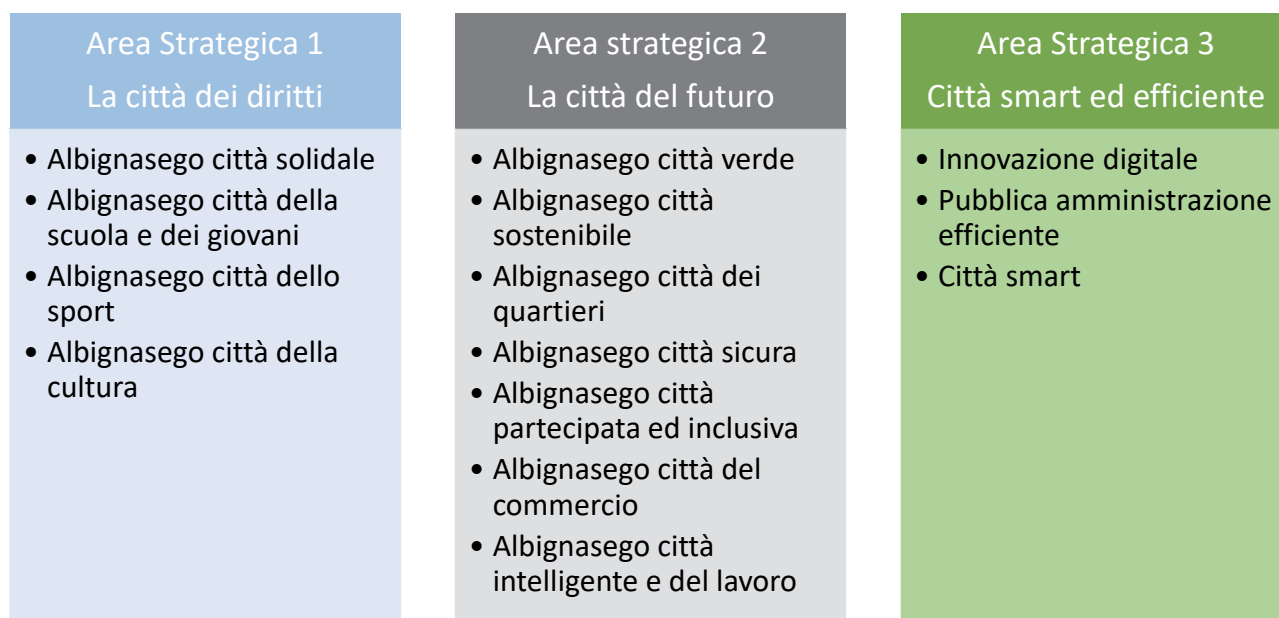 Area Strategica 1
La città dei diritti
• Albignasego città solidale
• Albignasego città della
scuola e dei giovani
• Albignasego città dello
sport
• Albignasego città della
cultura
Area strategica 2
La città del futuro
• Albignasego città verde
• Albignasego città
sostenibile
• Albignasego città dei
quartieri
• Albignasego città sicura
• Albignasego città
partecipata ed inclusiva
• Albignasego città del
commercio
• Albignasego città
intelligente e del lavoro
Area Strategica 3
Città smart ed efficiente
• Innovazione digitale
• Pubblica amministrazione
efficiente
• Città smart